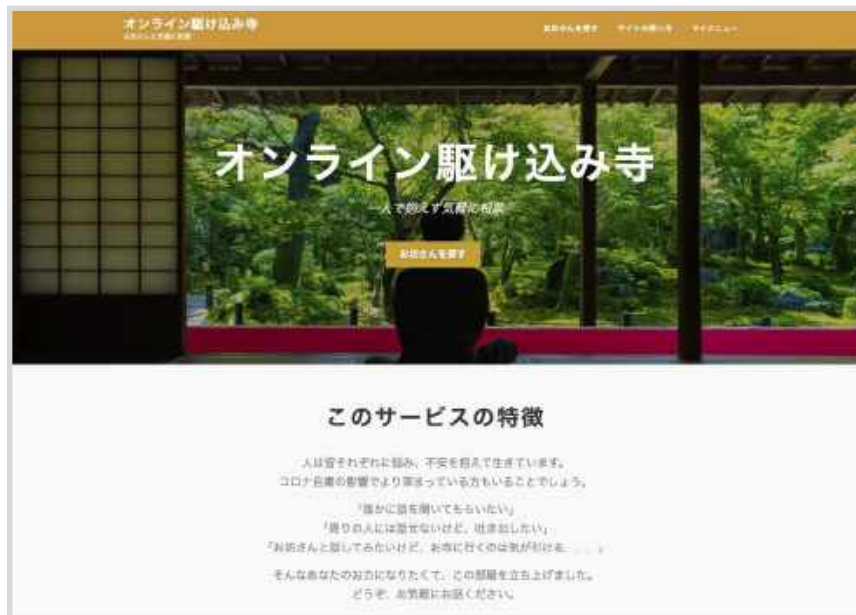 オンライン駆け込み寺
お坊さんを探す サイトの使い方 マイメニュー
オンライン駆け込み寺
一人で抱えず気軽に相談
お坊さんを探す
このサービスの特徴
人は皆それぞれに悩み、不安を抱えて生きています。
コロナ自粛の影響でより深まっている方もいることでしょう。
「誰かに話を聞いてもらいたい」
「周りの人には話せないけど、吐き出したい」
「お坊さんと話してみたいけど、お寺に行くのは気が引ける．．．」
そんなあなたのお力になりたくて、この部屋を立ち上げました。
どうぞ、お気軽にお話ください。